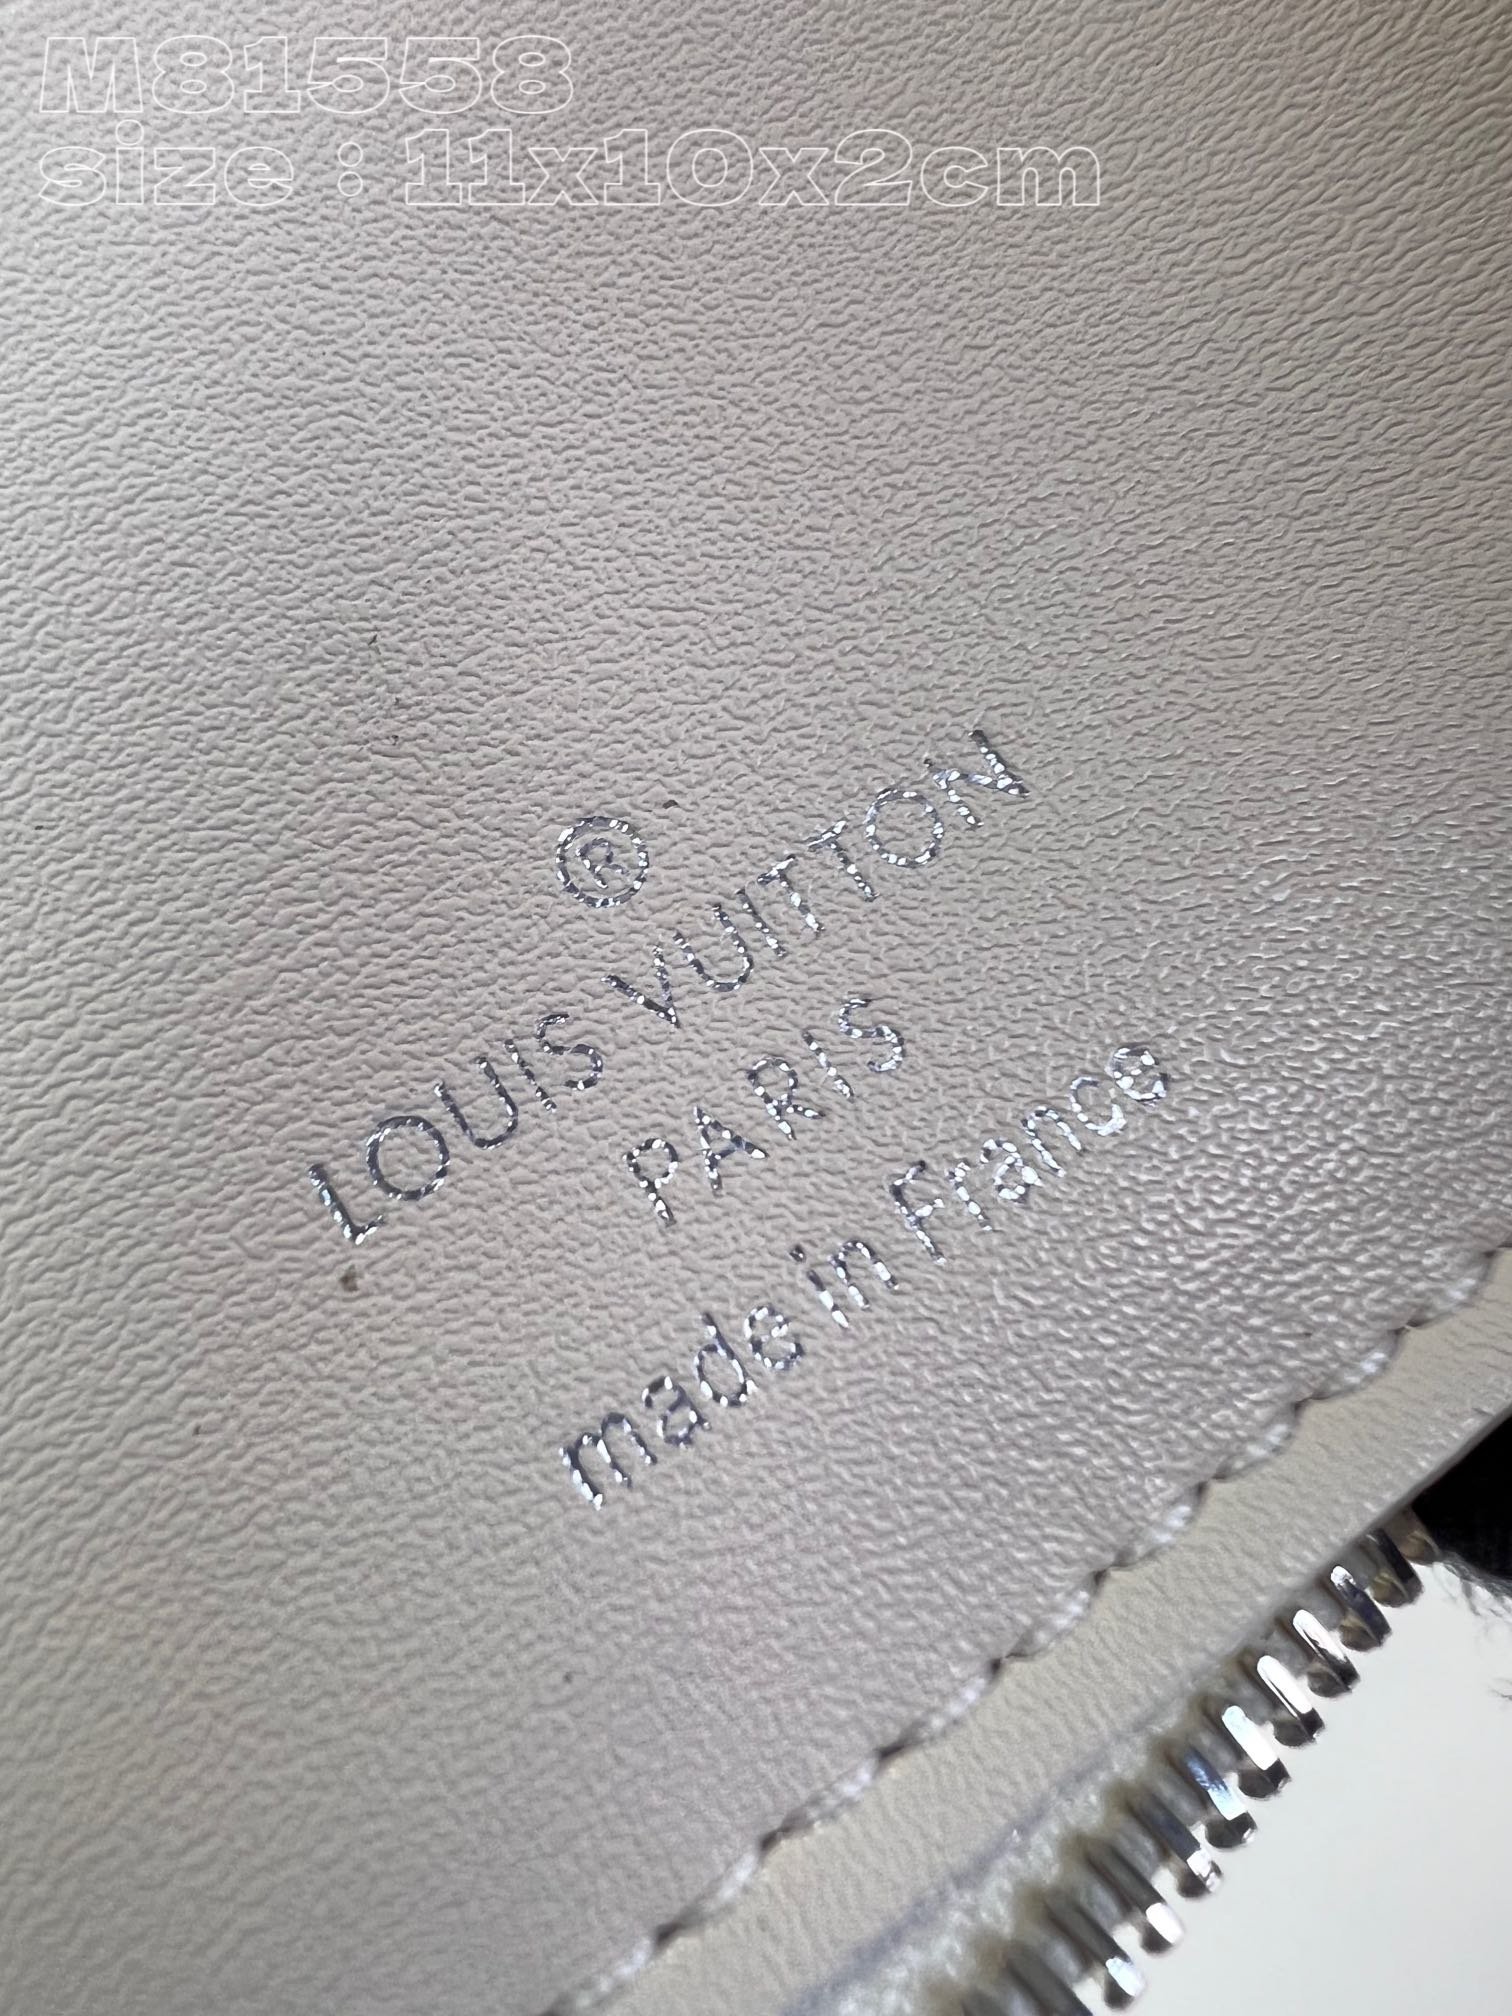 M81558
size : 11x10x2cm
®
LOUIS VUITTON
PARIS
made in France